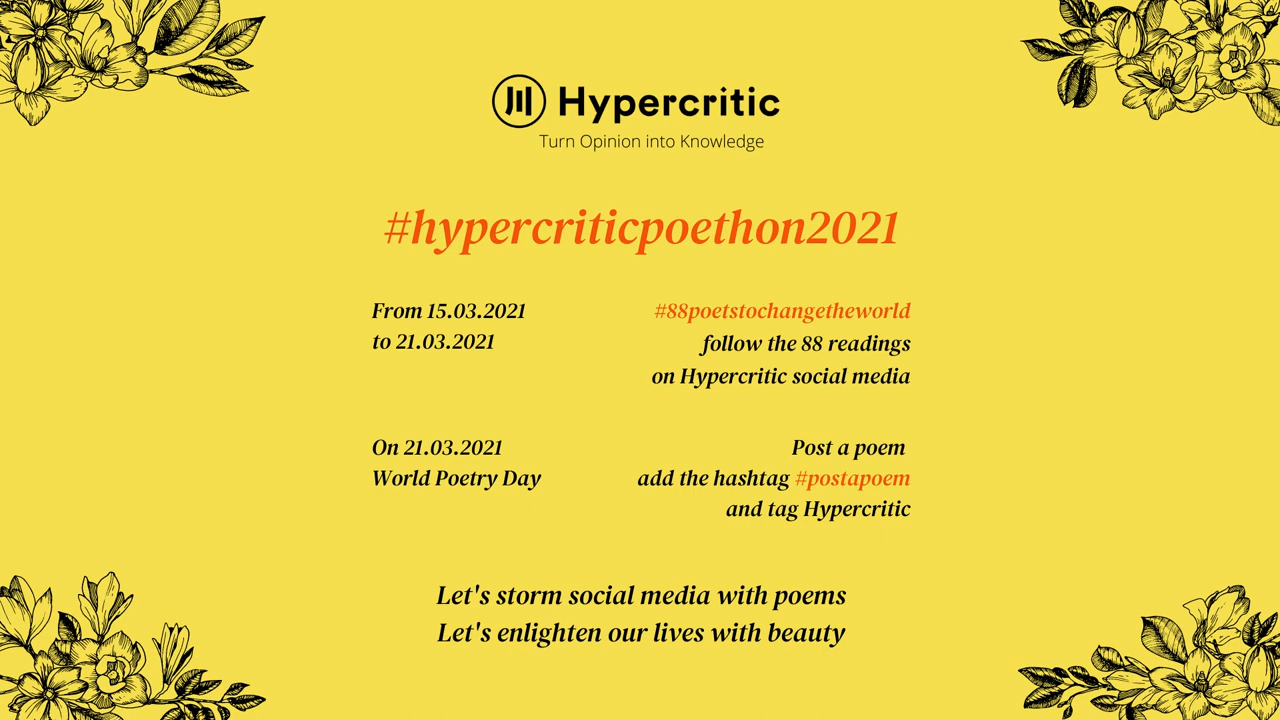 Hypercritic
Turn Opinion into Knowledge
#hypercriticpoethon2021
From 15.03.2021
to 21.03.2021
#88poetstochangetheworld
follow the 88 readings
on Hypercritic social media
On 21.03.2021
World Poetry Day
Post a poem
add the hashtag #postapoem
and tag Hypercritic
Let's storm social media with poems
Let's enlighten our lives with beauty